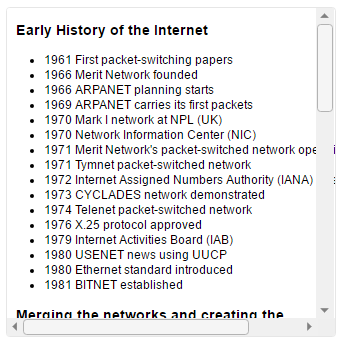 Early History of the Internet
1961 First packet-switching papers
1966 Merit Network founded
1966 ARPANET planning starts
1969 ARPANET carries its first packets
1970 Mark I network at NPL (UK)
1970 Network Information Center (NIC)
1971 Merit Network's packet-switched network
1971 Tymnet packet-switched network
1972 Internet Assigned Numbers Authority (IANA)
1973 CYCLADES network demonstrated
1974 Telenet packet-switched network
1976 X.25 protocol approved
1979 Internet Activities Board (IAB)
1980 USENET news using UUCP
1980 Ethernet standard introduced
1981 BITNET established
Merging the networks and creating the